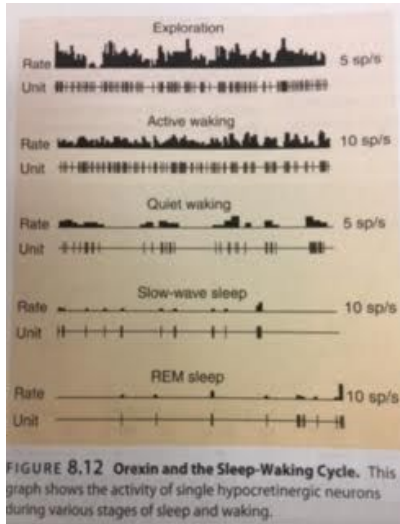 Exploration
Rate 5 sp/s
Unit
Active waking
Rate 10 sp/s
Unit
Quiet waking
Rate 5 sp/s
Unit
Slow-wave sleep
Rate 10 sp/s
Unit
REM sleep
Rate 10 sp/s
Unit
FIGURE 8.12 Orexin and the Sleep-Waking Cycle. This
graph shows the activity of single hypocretinergic neurons
during various stages of sleep and waking.